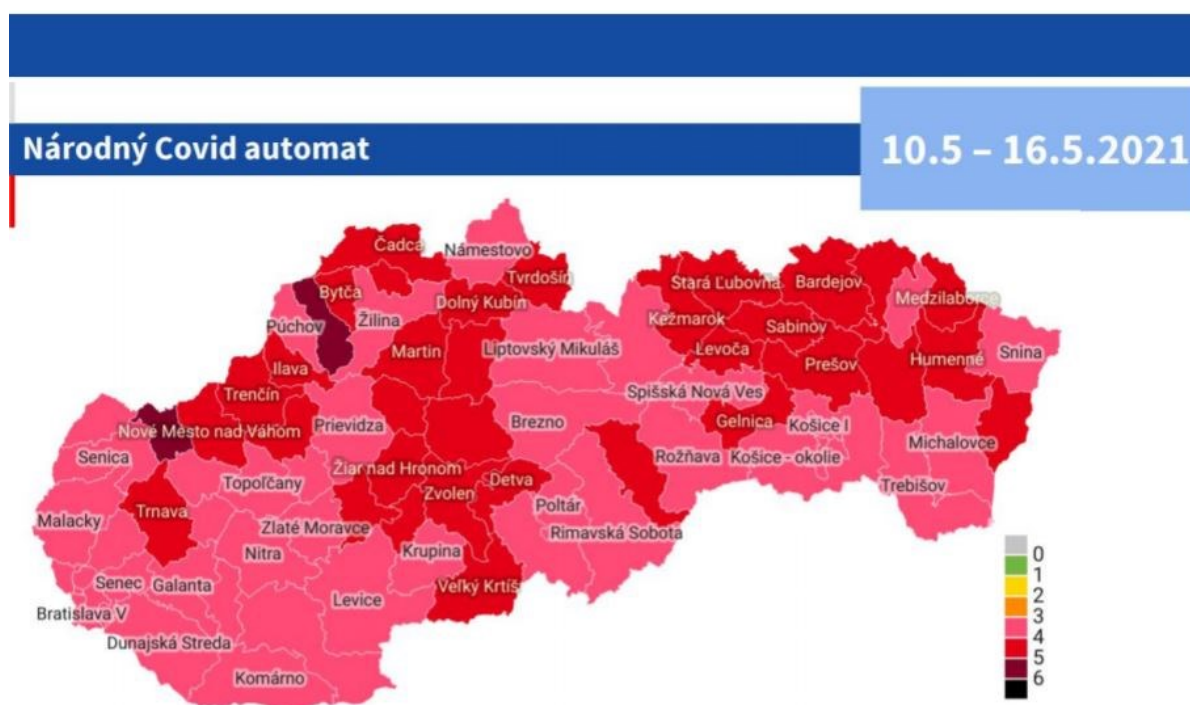 Národný Covid automat
10.5 – 16.5.2021
Čadca
Námestovo
Tvrdošín
Bytča
Dolný Kubín
Púchov
Žilina
Martin
Liptovský Mikuláš
Ilava
Trenčín
Nové Mesto nad Váhom
Prievidza
Brezno
Stará Ľubovňa
Bardejov
Medzilaborce
Kežmarok
Sabinov
Levoča
Prešov
Humenné
Snina
Spišská Nová Ves
Gelnica
Košice I
Michalovce
Senica
Topoľčany
Žiar nad Hronom
Detva
Zvolen
Rožňava
Košice - okolie
Trebišov
Malacky
Trnava
Zlaté Moravce
Poltár
Nitra
Krupina
Rimavská Sobota
Senec
Galanta
Levice
Veľký Krtíš
Bratislava V
Dunajská Streda
Komárno
0
1
2
3
4
5
6